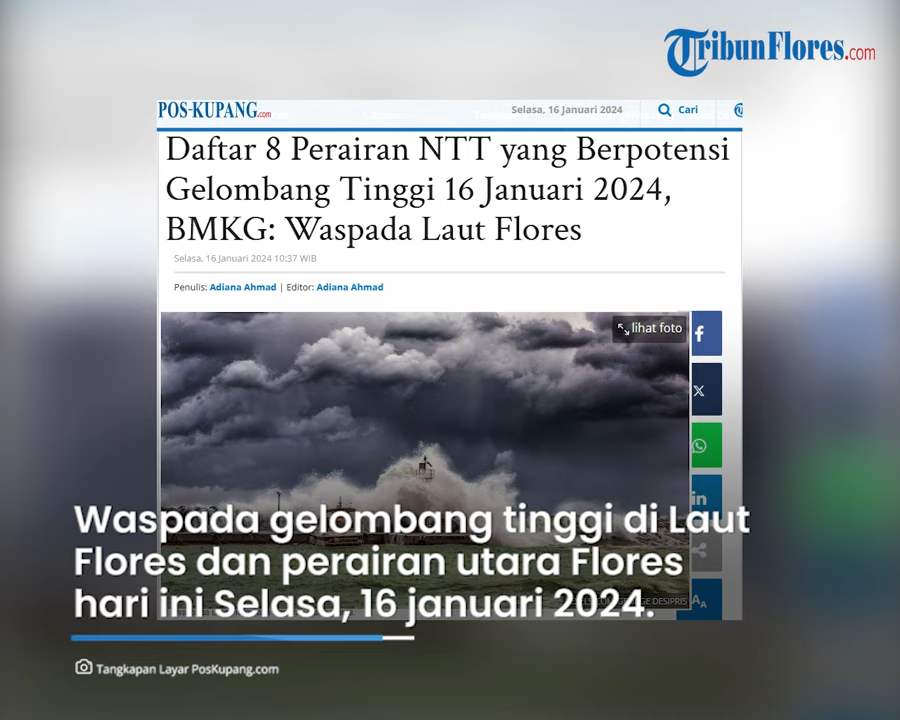 TribunFlores.com
POS-KUPANG.com
Selasa, 16 Januari 2024
Cari
Daftar 8 Perairan NTT yang Berpotensi
Gelombang Tinggi 16 Januari 2024,
BMKG: Waspada Laut Flores
Selasa, 16 Januari 2024 10:37 WIB
Penulis: Adiana Ahmad | Editor: Adiana Ahmad
lihat foto
Waspada gelombang tinggi di Laut
Flores dan perairan utara Flores
hari ini Selasa, 16 januari 2024.
Tangkapan Layar PosKupang.com